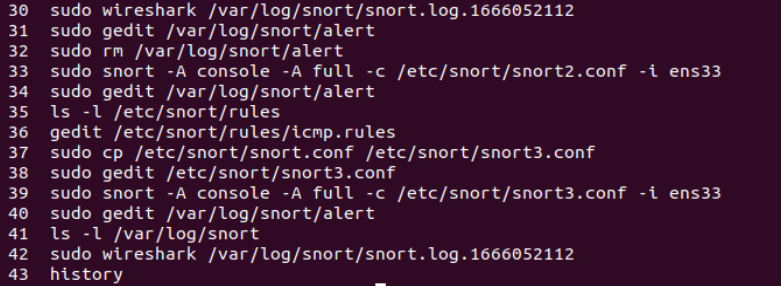 30 sudo wireshark /var/log/snort/snort.log.1666052112
31 sudo gedit /var/log/snort/alert
32 sudo rm /var/log/snort/alert
33 sudo snort -A console -A full -c /etc/snort/snort2.conf -i ens33
34 sudo gedit /var/log/snort/alert
35 ls -l /etc/snort/rules
36 gedit /etc/snort/rules/icmp.rules
37 sudo cp /etc/snort/snort.conf /etc/snort/snort3.conf
38 sudo gedit /etc/snort/snort3.conf
39 sudo snort -A console -A full -c /etc/snort/snort3.conf -i ens33
40 sudo gedit /var/log/snort/alert
41 ls -l /var/log/snort
42 sudo wireshark /var/log/snort/snort.log.1666052112
43 history